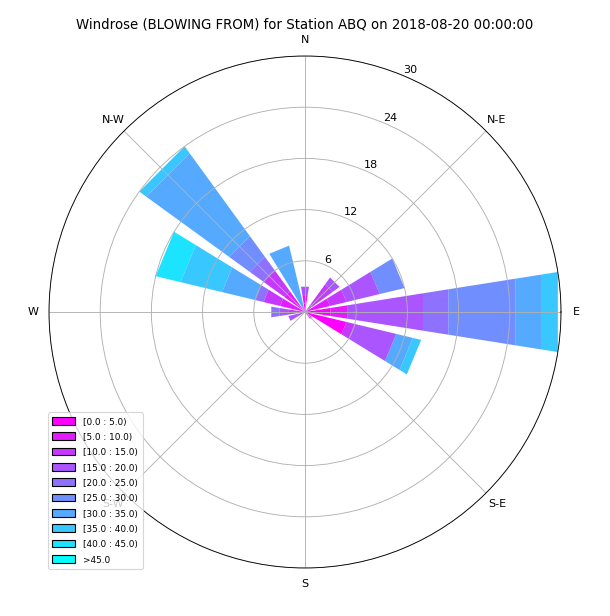 Windrose (BLOWING FROM) for Station ABQ on 2018-08-20 00:00:00
N
30
N-W
N-E
24
18
12
6
W
E
[0.0 : 5.0)
[5.0 : 10.0)
[10.0 : 15.0)
[15.0 : 20.0)
[20.0 : 25.0)
[25.0 : 30.0)
[30.0 : 35.0)
[35.0 : 40.0)
[40.0 : 45.0)
>45.0
S-W
S-E
S